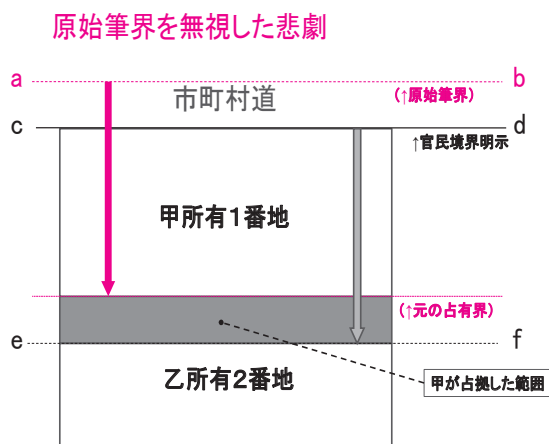 原始筆界を無視した悲劇
a
b
市町村道
(↑原始筆界)
c
d
↑官民境界明示
甲所有1番地
(↑元の占有界)
e
f
乙所有2番地
甲が占拠した範囲